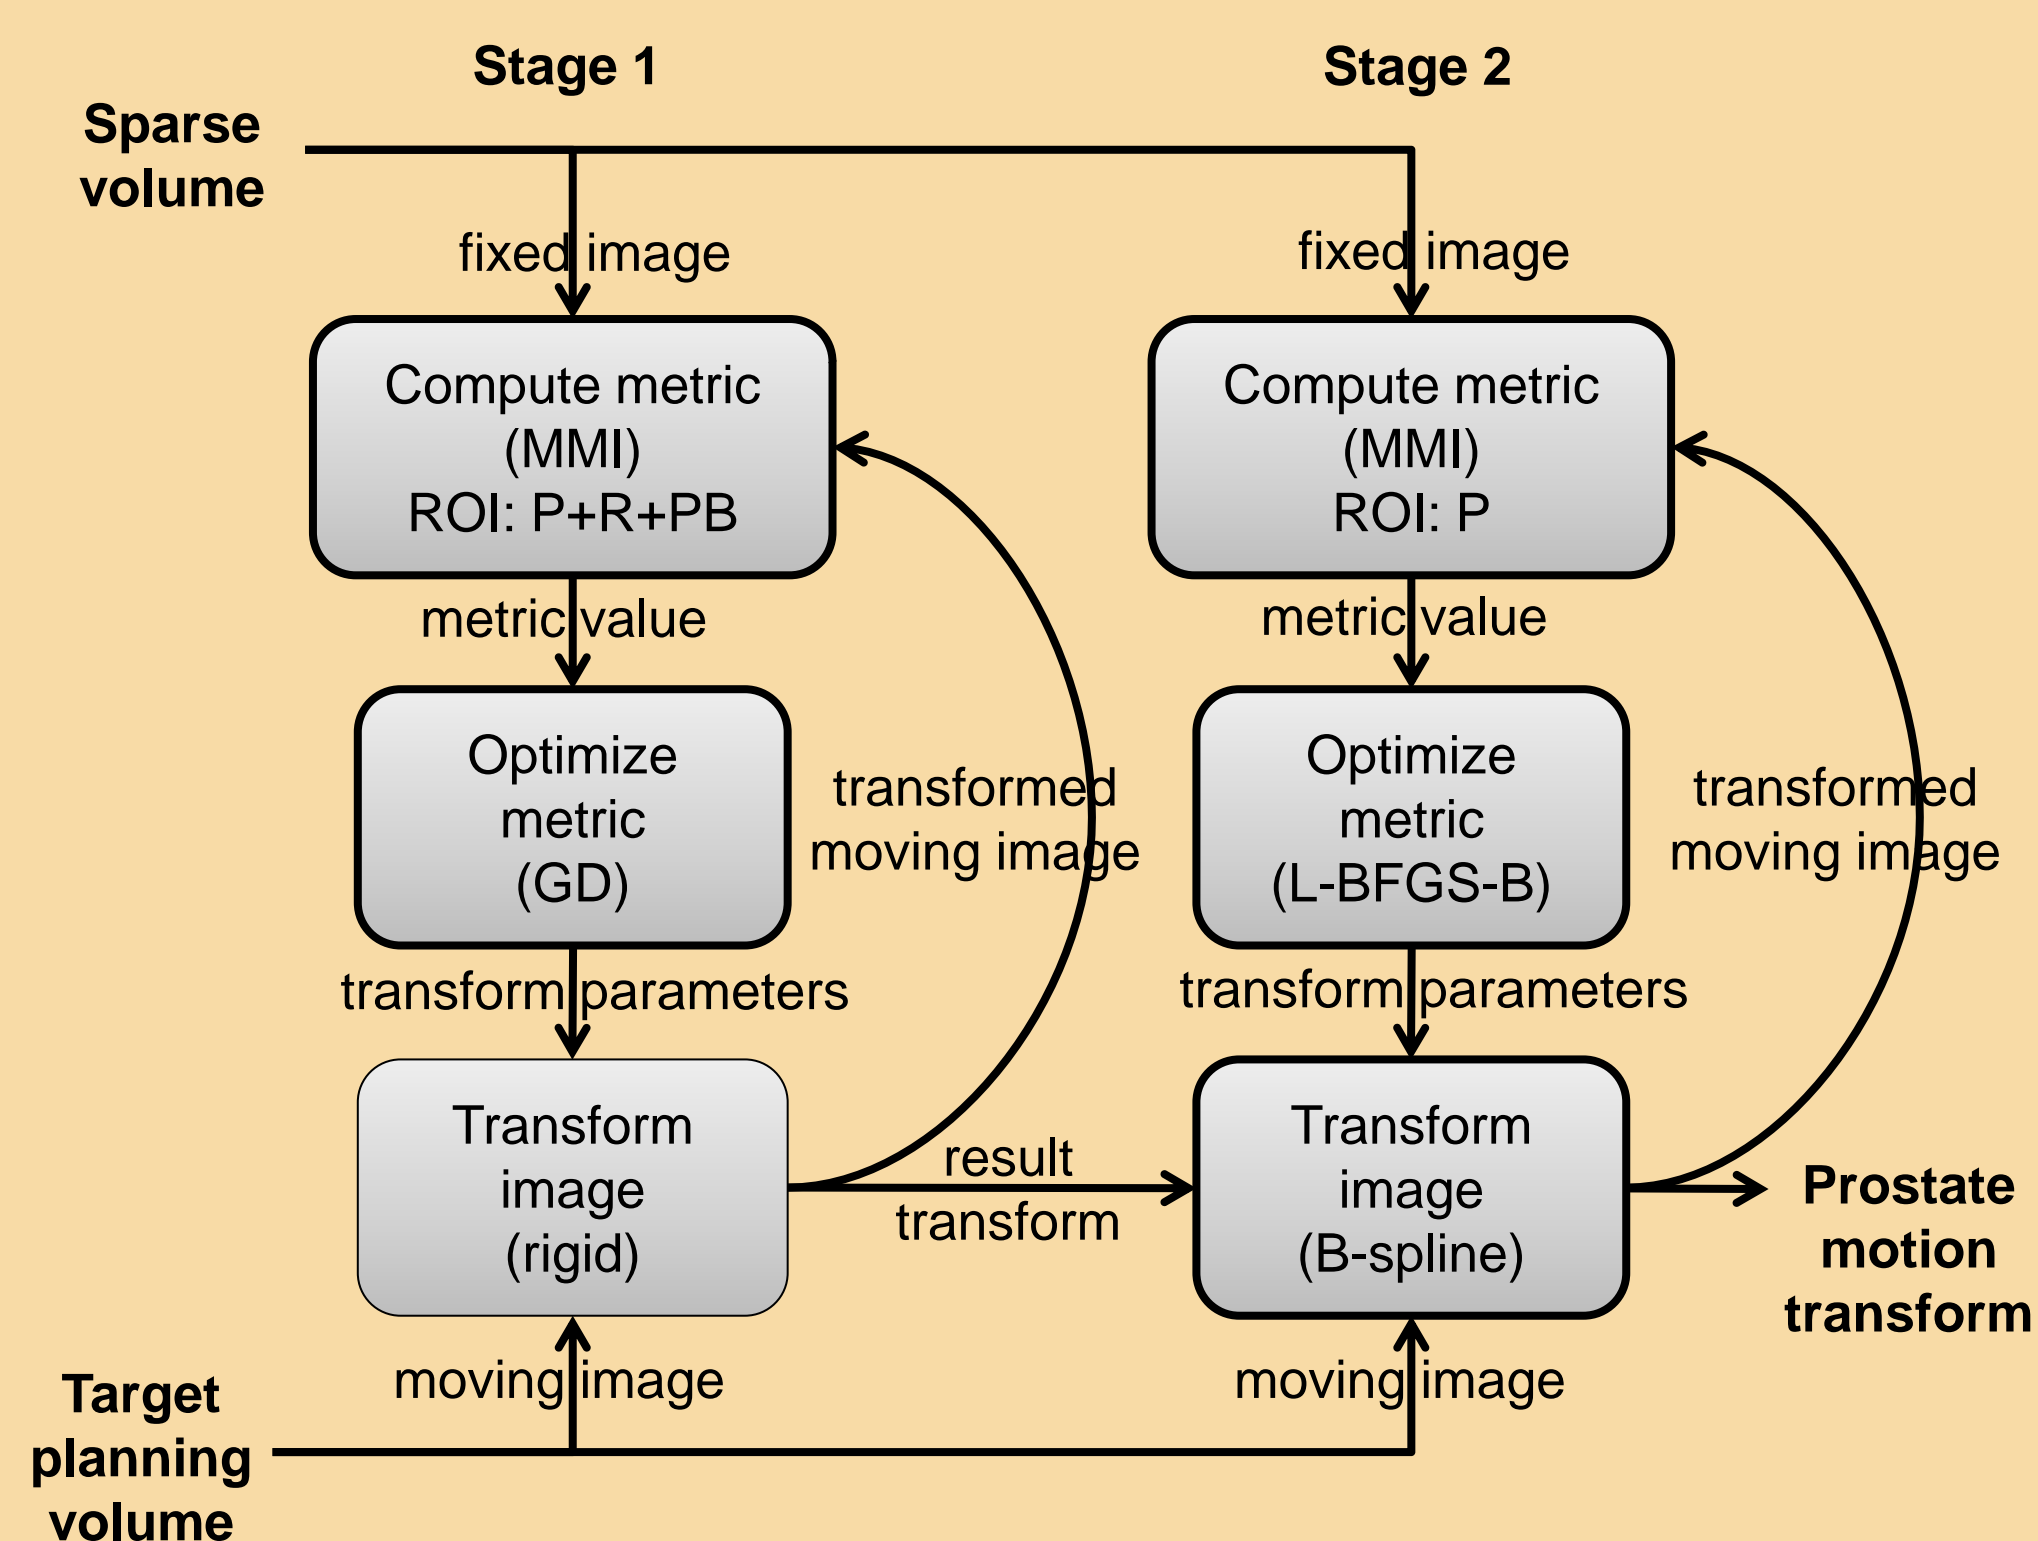 Stage 1
Stage 2
Sparse
volume
fixed image
fixed image
Compute metric
(MMI)
ROI: P+R+PB
Compute metric
(MMI)
ROI: P
metric value
metric value
Optimize
metric
(GD)
transformed
moving image
Optimize
metric
(L-BFGS-B)
transformed
moving image
transform parameters
transform parameters
Transform
image
(rigid)
result
transform
Transform
image
(B-spline)
Prostate
motion
transform
moving image
moving image
Target
planning
volume